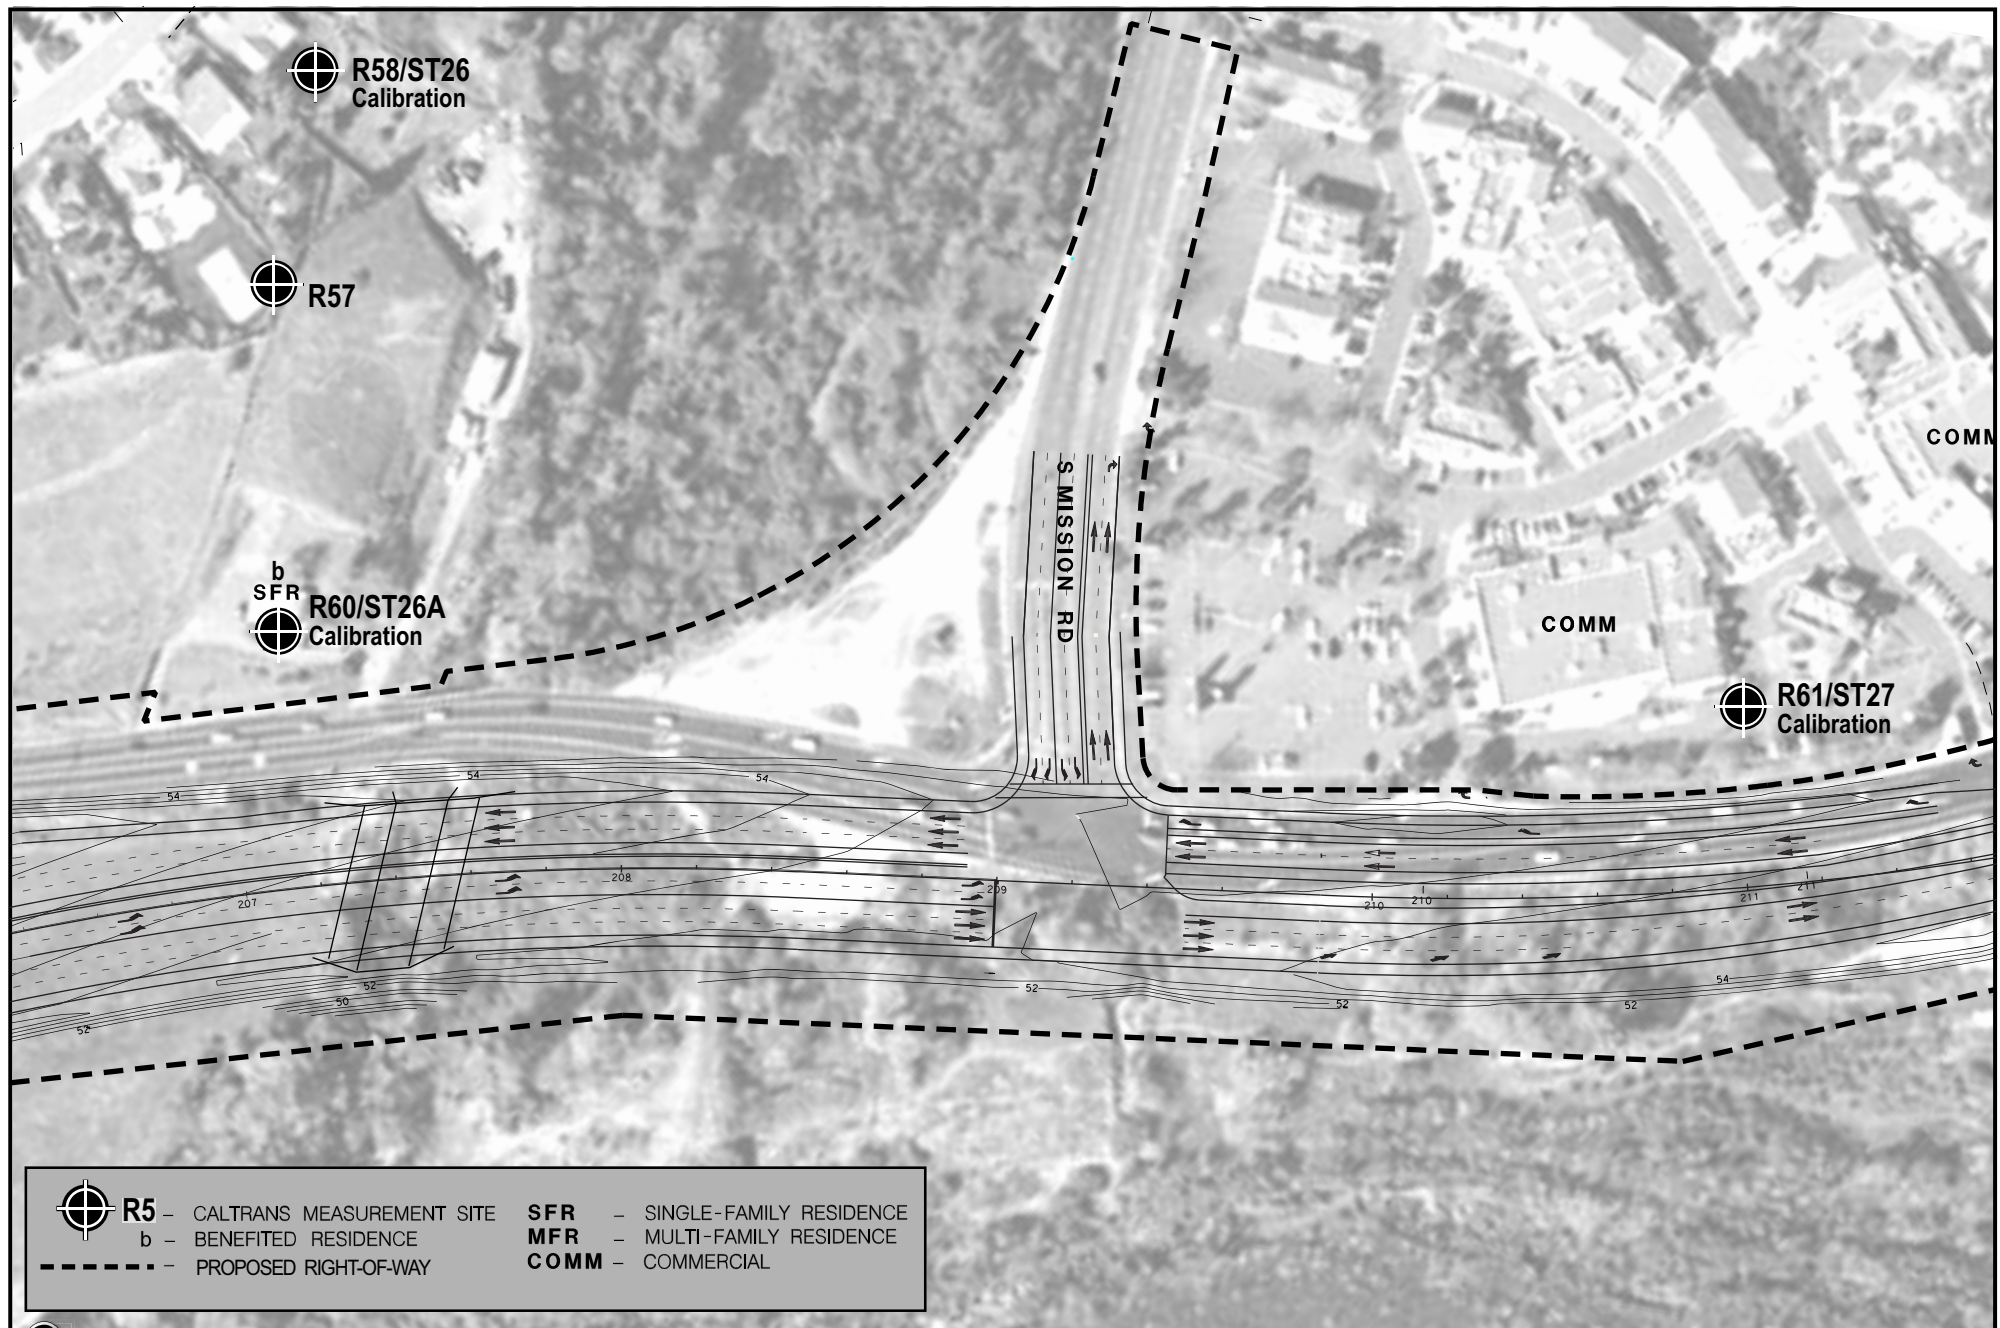 R58/ST26
Calibration
R57
COMM
S MISSION RD
b
SFR
R60/ST26A
Calibration
COMM
R61/ST27
Calibration
54
54
54
207
208
209
210
210
211
211
52
50
52
52
52
52
54
R5 – CALTRANS MEASUREMENT SITE
b – BENEFITED RESIDENCE
– PROPOSED RIGHT-OF-WAY
SFR – SINGLE-FAMILY RESIDENCE
MFR – MULTI-FAMILY RESIDENCE
COMM – COMMERCIAL